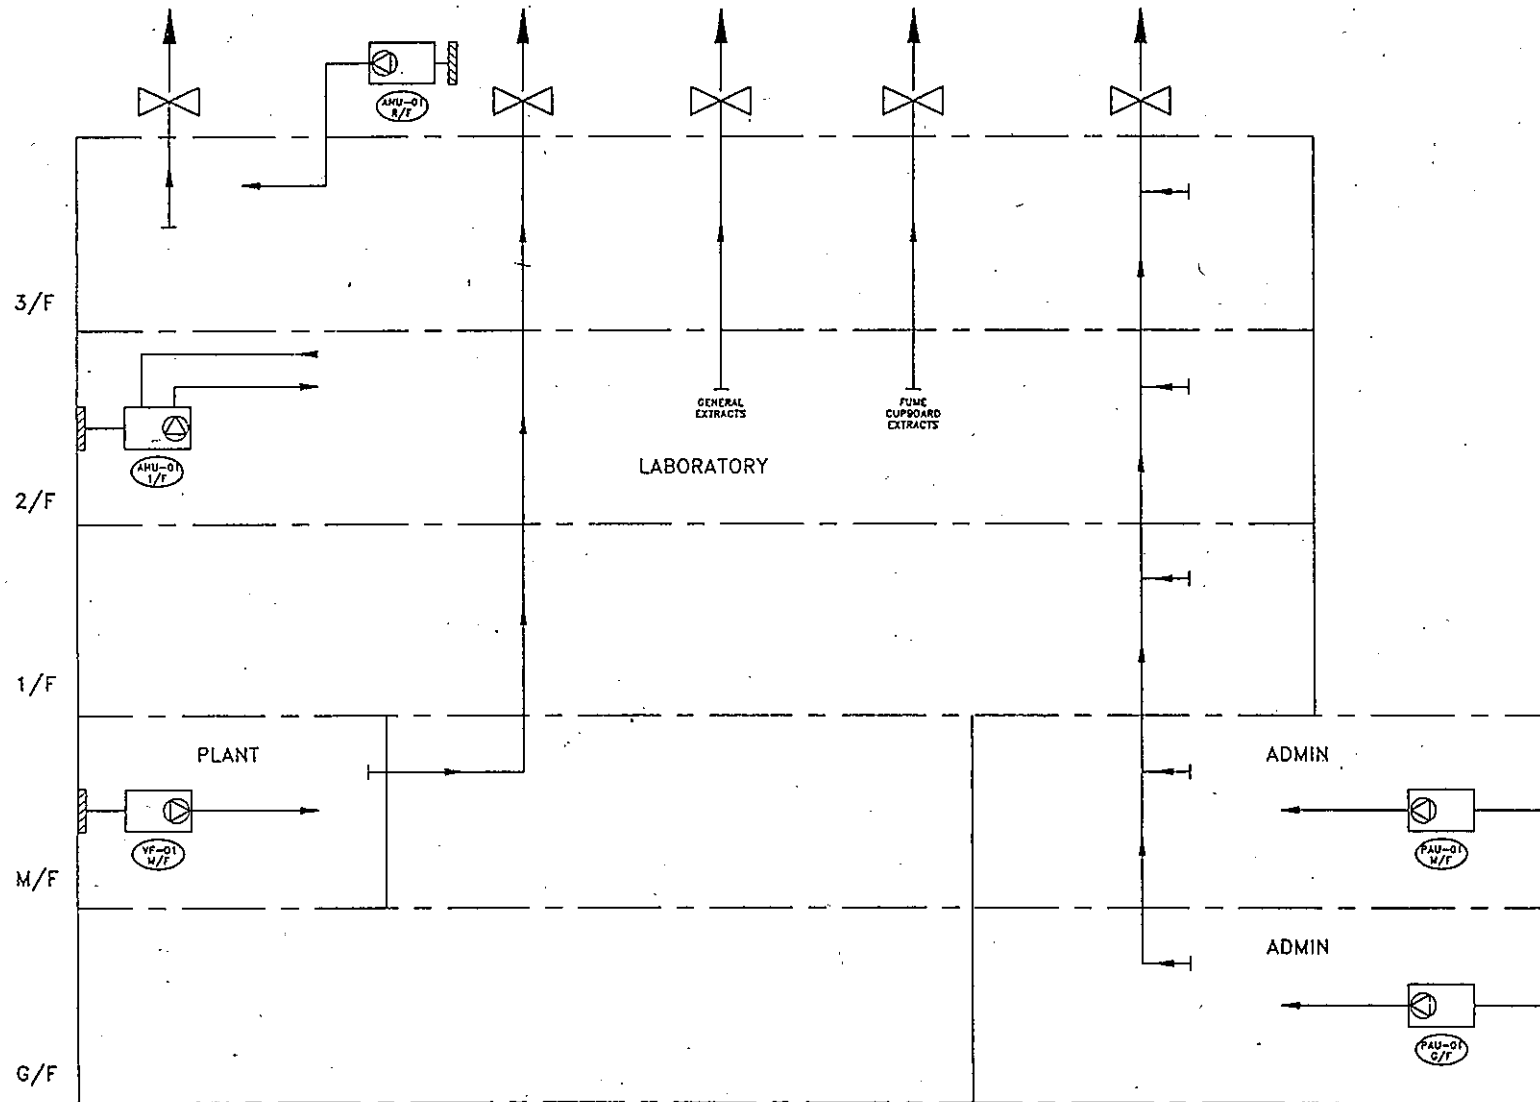 AHU-01
R/F
3/F
GENERAL
EXTRACTS
FUME
CUPBOARD
EXTRACTS
LABORATORY
AHU-01
1/F
2/F
1/F
PLANT
ADMIN
VF-01
M/F
PAU-01
M/F
M/F
ADMIN
PAU-01
G/F
G/F